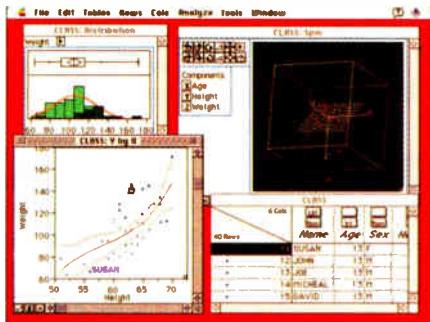 File Edit Tables Rows Cols Analyze Tools Window
CLASS: Distribution
Weight
60 80 100 120 140 160 180
CLASS: Spin
Components
X Age
Y Height
Z Weight
CLASS: Y by X
Weight
180
160
140
120
100
80
60
b
SUSAN
50 55 60 65 70
Height
CLASS
6 Cols
40 Rows
Name Age Sex
SUSAN 13 F
12 JOHN 13 M
13 JOE 13 M
14 MICHEAL 13 M
15 DAVID 13 M